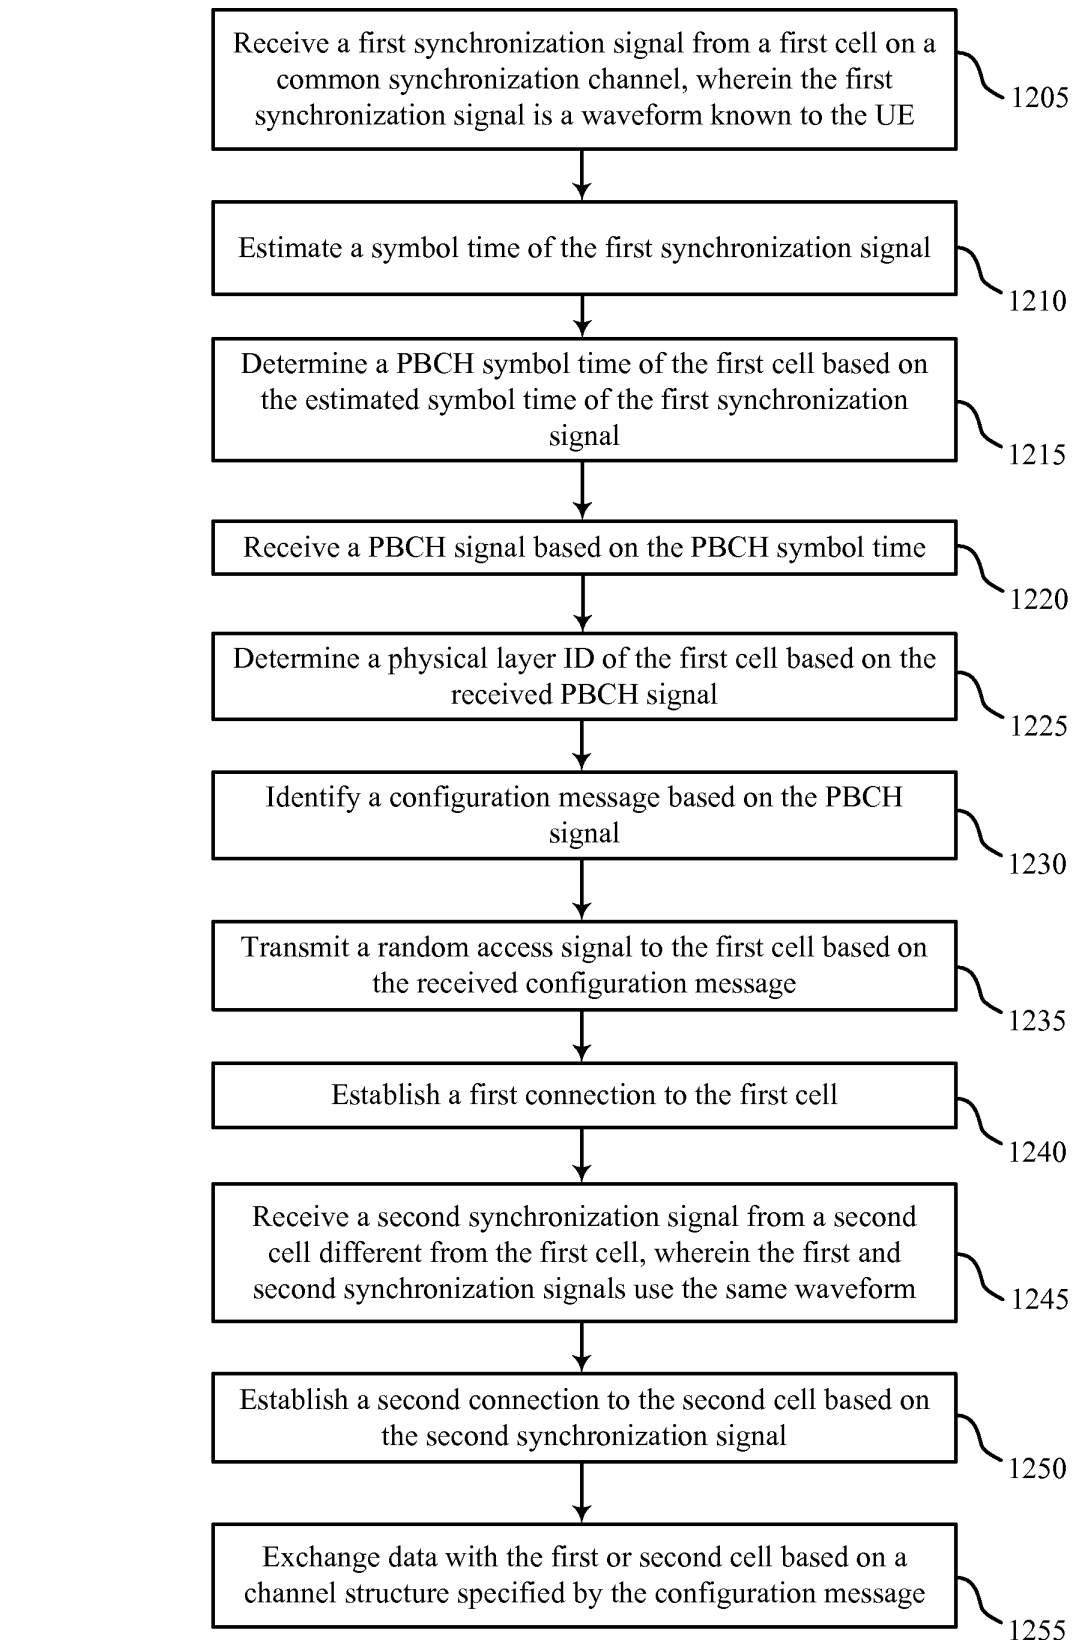 Receive a first synchronization signal from a first cell on a
common synchronization channel, wherein the first
synchronization signal is a waveform known to the UE
1205
Estimate a symbol time of the first synchronization signal
1210
Determine a PBCH symbol time of the first cell based on
the estimated symbol time of the first synchronization
signal
1215
Receive a PBCH signal based on the PBCH symbol time
1220
Determine a physical layer ID of the first cell based on the
received PBCH signal
1225
Identify a configuration message based on the PBCH
signal
1230
Transmit a random access signal to the first cell based on
the received configuration message
1235
Establish a first connection to the first cell
1240
Receive a second synchronization signal from a second
cell different from the first cell, wherein the first and
second synchronization signals use the same waveform
1245
Establish a second connection to the second cell based on
the second synchronization signal
1250
Exchange data with the first or second cell based on a
channel structure specified by the configuration message
1255